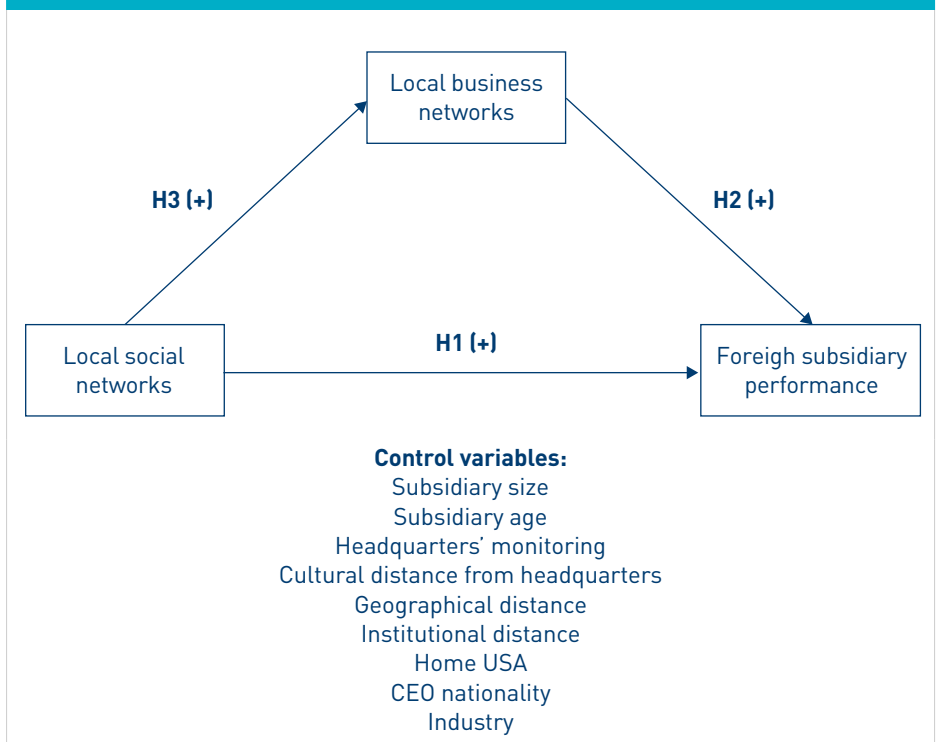 Local business
networks
H3 (+)
H2 (+)
Local social
networks
H1 (+)
Foreigh subsidiary
performance
Control variables:
Subsidiary size
Subsidiary age
Headquarters’ monitoring
Cultural distance from headquarters
Geographical distance
Institutional distance
Home USA
CEO nationality
Industry